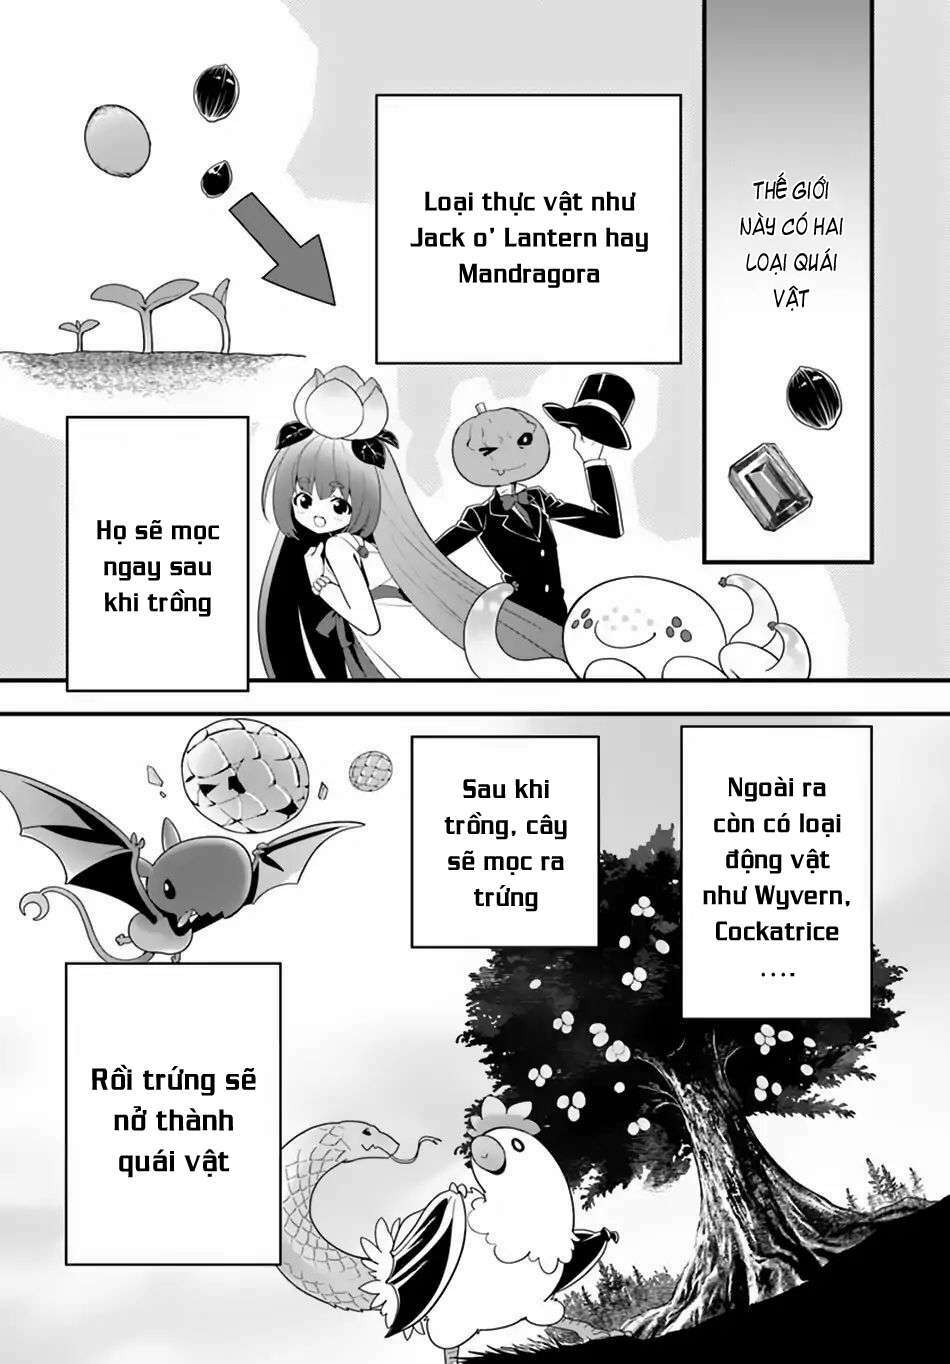 THẾ GIỚI
NÀY CÓ HAI
LOẠI QUÁI
VẬT
Loại thực vật như
Jack o' Lantern hay
Mandragora
Họ sẽ mọc
ngay sau
khi trồng
Ngoài ra
còn có loại
động vật
như Wyvern,
Cockatrice
....
Sau khi
trồng, cây
sẽ mọc ra
trứng
Rồi trứng sẽ
nở thành
quái vật